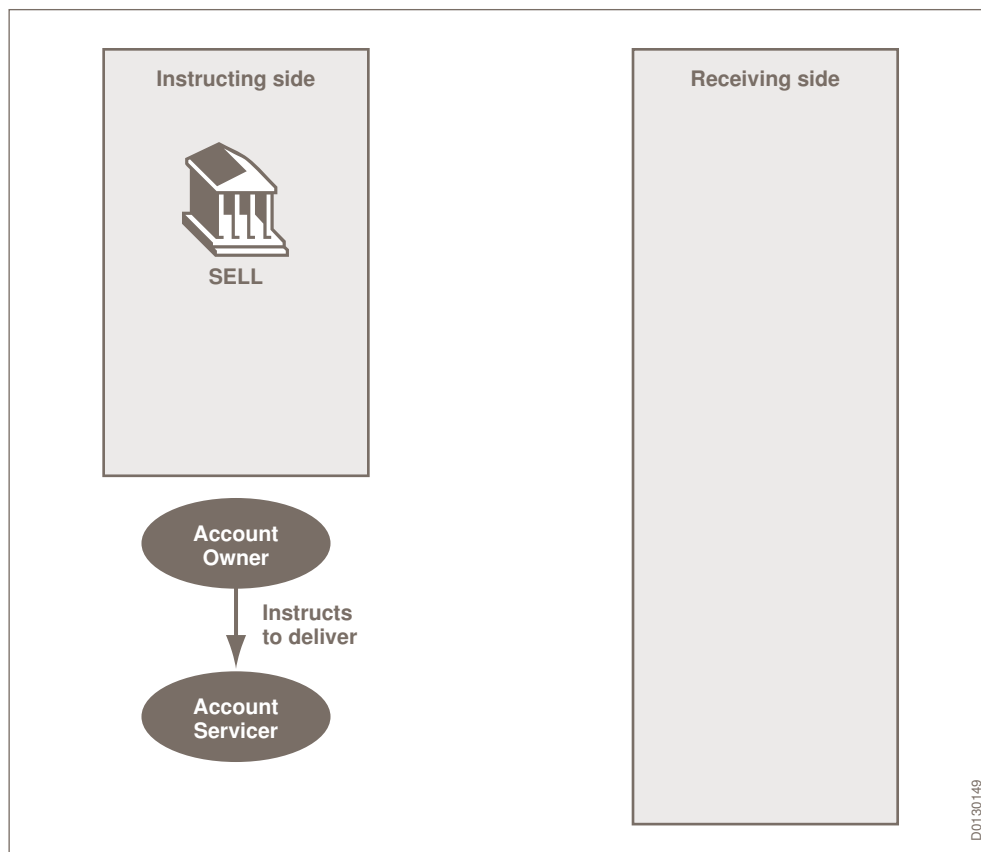 Instructing side
Receiving side
SELL
Account
Owner
Instructs
to deliver
Account
Servicer
D0130149